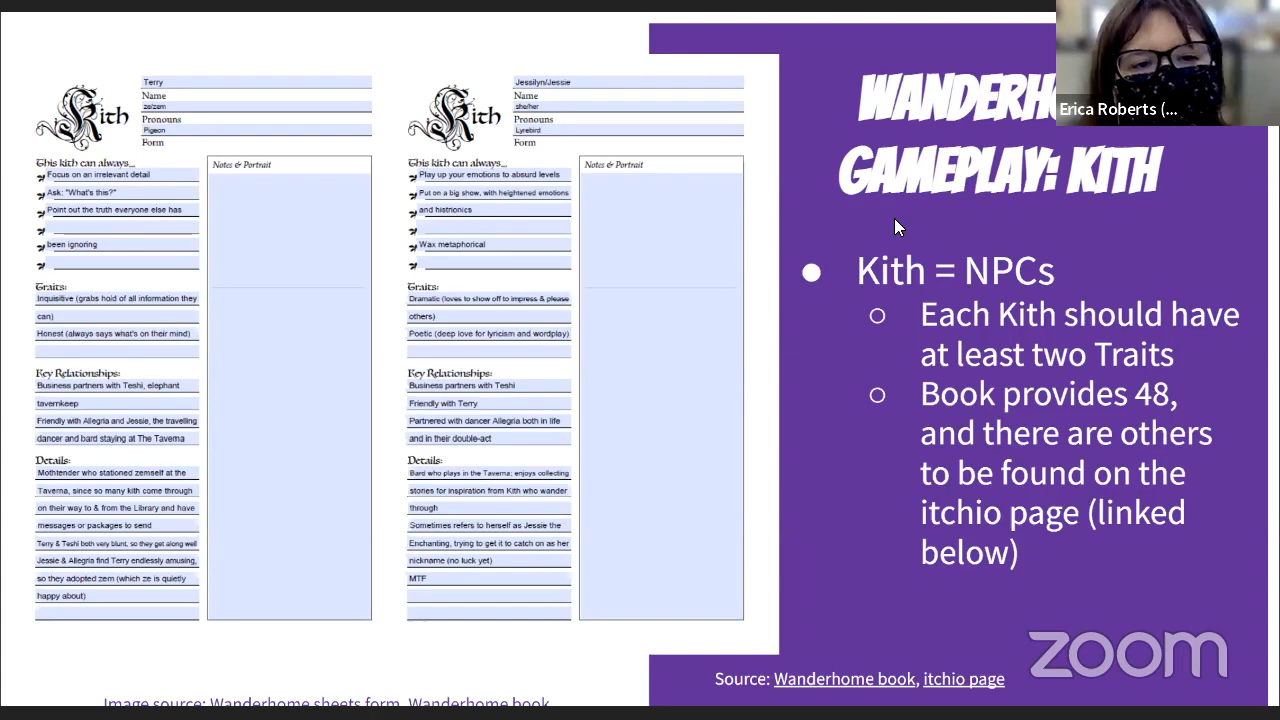 Terry
Kith
Name
ze/zem
Pronouns
Pigeon
Form
This kith can always...
Focus on an irrelevant detail
Ask: "What's this?"
Point out the truth everyone else has
been ignoring
Traits:
Inquisitive (grabs hold of all information they
can)
Honest (always says what's on their mind)
Key Relationships:
Business partners with Teshi, elephant
tavernkeep
Friendly with Allegria and Jessie, the travelling
dancer and bard staying at The Taverna
Details:
Mothtender who stationed zemself at the
Taverna, since so many kith come through
on their way to & from the Library and have
messages or packages to send
Terry & Teshi both very blunt, so they get along well
Jessie & Allegria find Terry endlessly amusing,
so they adopted zem (which ze is quietly
happy about)
Notes & Portrait
Jessilyn/Jessie
Kith
Name
she/her
Pronouns
Lyrebird
Form
This kith can always...
Play up your emotions to absurd levels
Put on a big show, with heightened emotions
and histrionics
Wax metaphorical
Traits:
Dramatic (loves to show off to impress & please
others)
Poetic (deep love for lyricism and wordplay)
Key Relationships:
Business partners with Teshi
Friendly with Terry
Partnered with dancer Allegria both in life
and in their double-act
Details:
Bard who plays in the Taverna; enjoys collecting
stories for inspiration from Kith who wander
through
Sometimes refers to herself as Jessie the
Enchanting, trying to get it to catch on as her
nickname (no luck yet)
MTF
Notes & Portrait
Image source: Wanderhome sheets form, Wanderhome book
WANDERHO
GAMEPLAY: KITH
Erica Roberts (...
● Kith = NPCs
○ Each Kith should have
at least two Traits
○ Book provides 48,
and there are others
to be found on the
itchio page (linked
below)
zoom
Source: Wanderhome book, itchio page